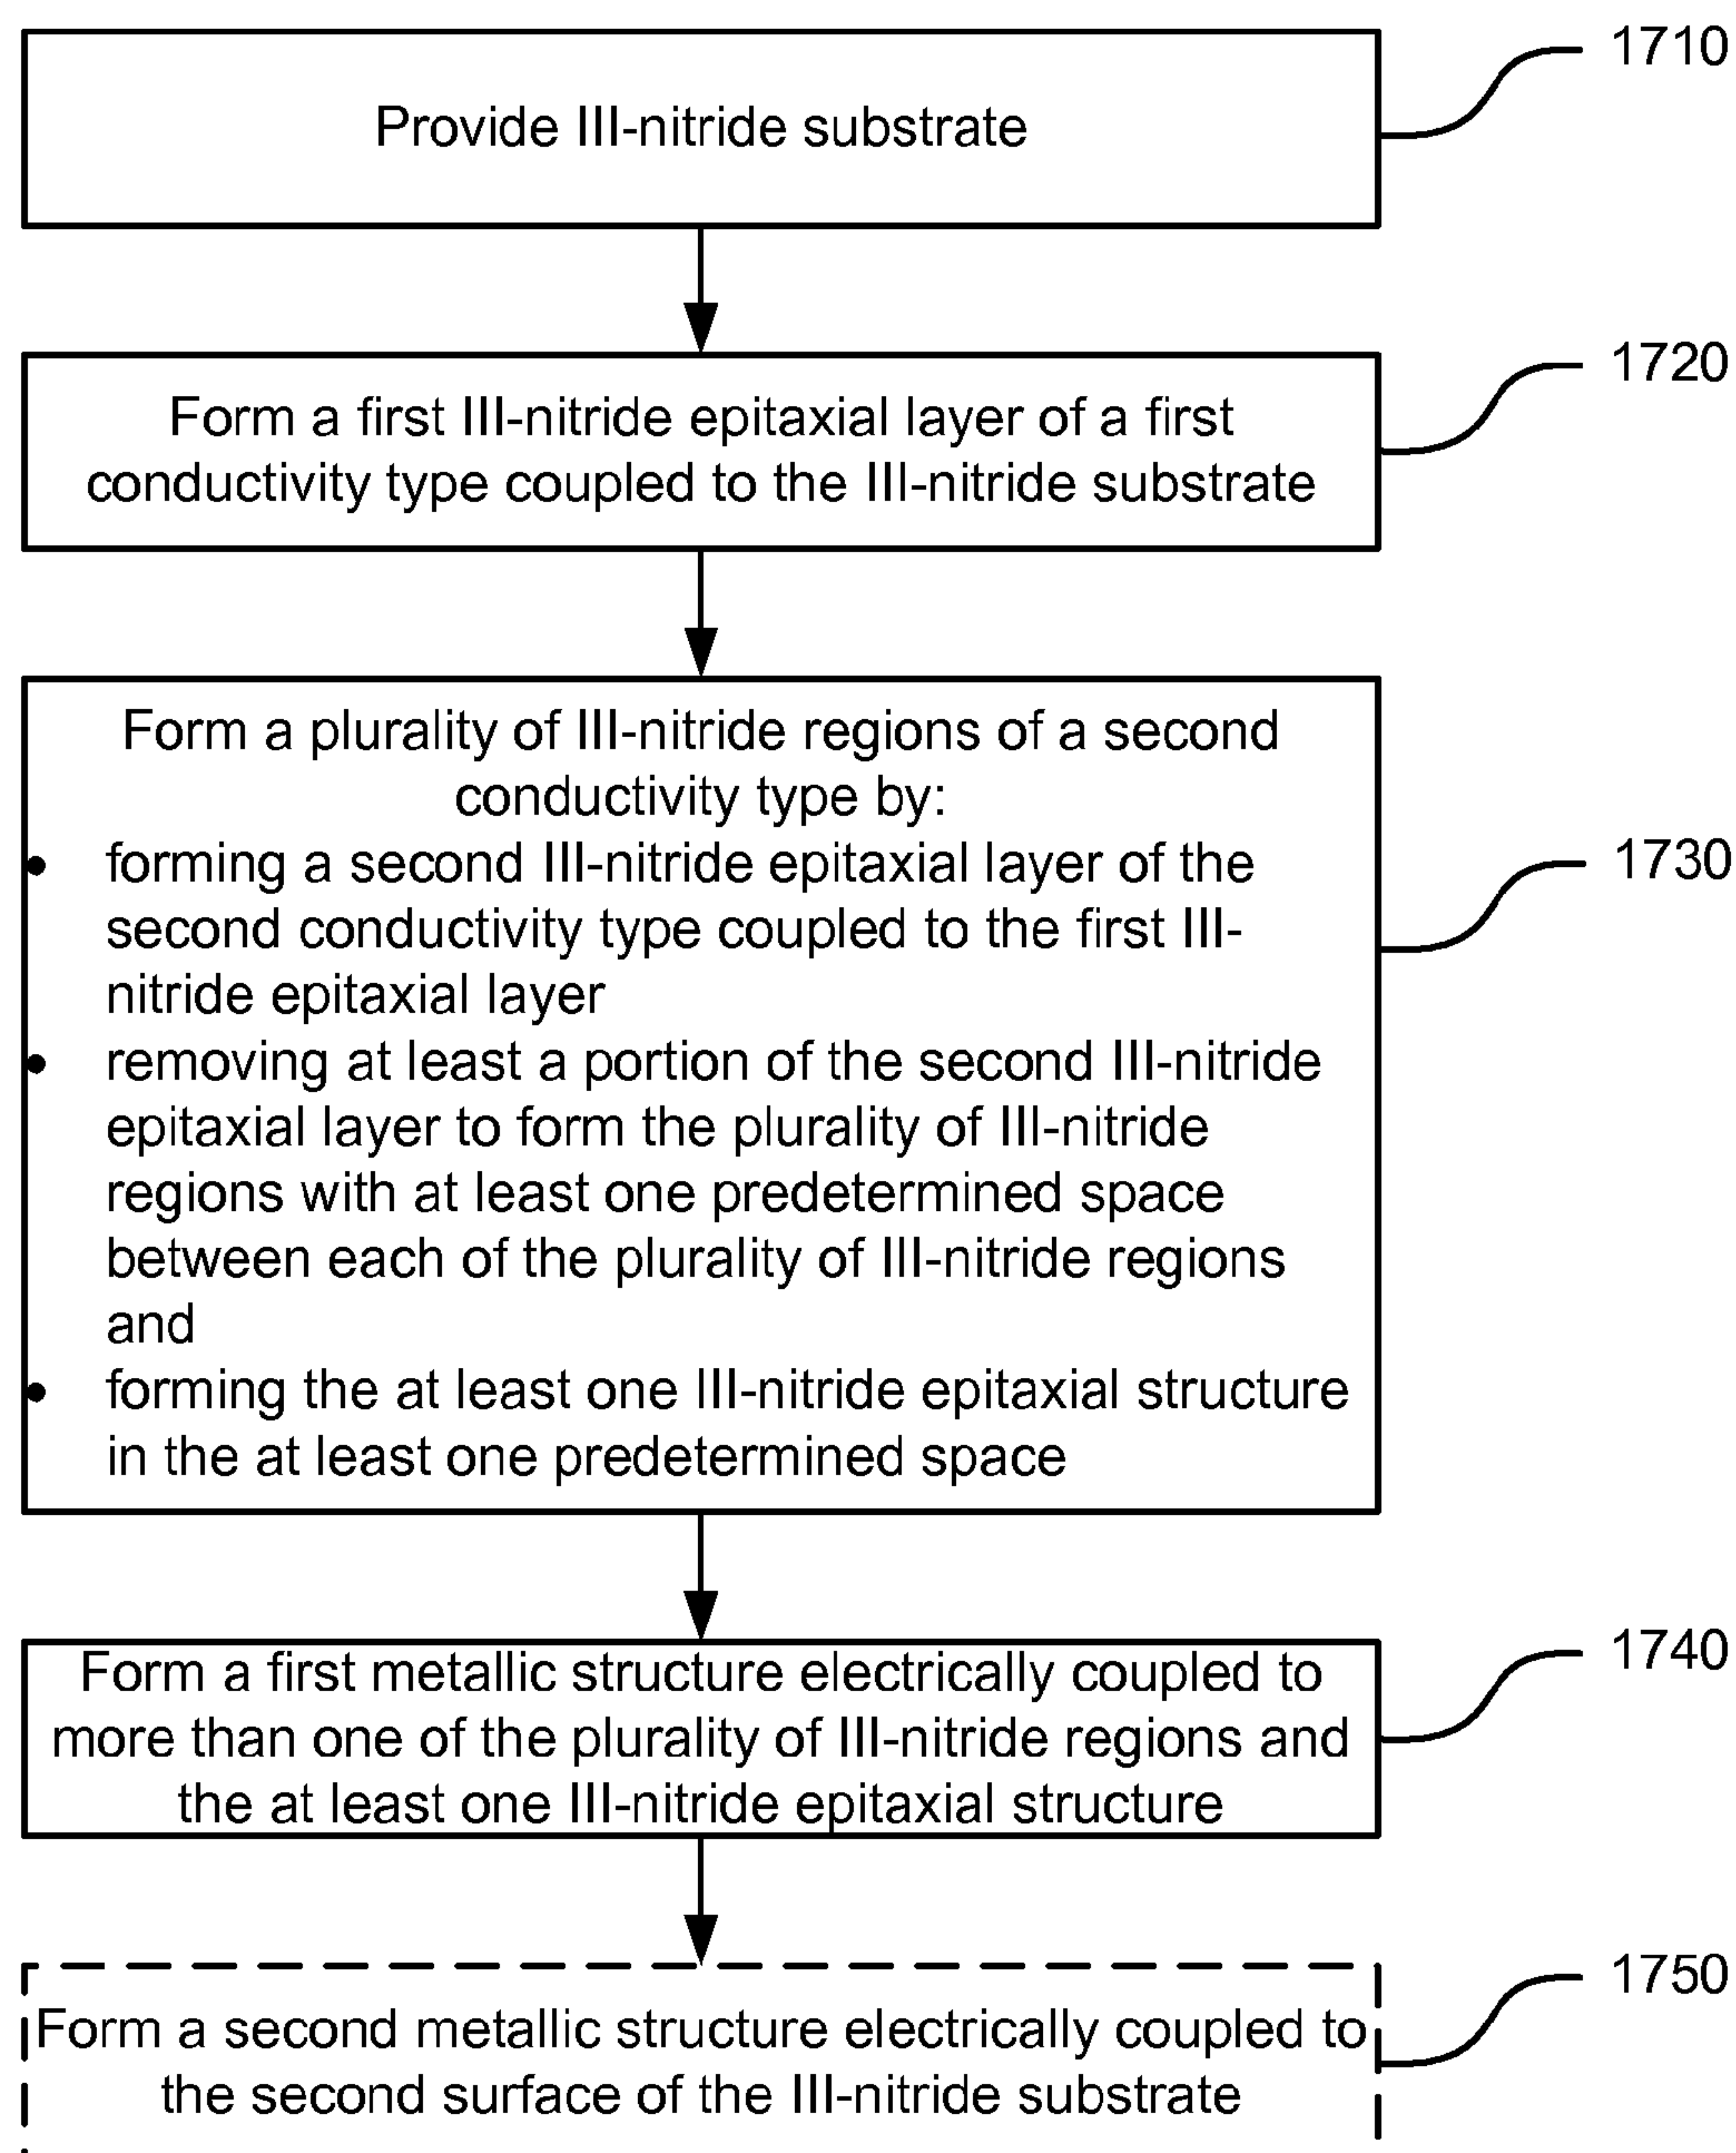 1710
Provide III-nitride substrate
1720
Form a first III-nitride epitaxial layer of a first
conductivity type coupled to the III-nitride substrate
1730
Form a plurality of III-nitride regions of a second
conductivity type by:
• forming a second III-nitride epitaxial layer of the
second conductivity type coupled to the first III-
nitride epitaxial layer
• removing at least a portion of the second III-nitride
epitaxial layer to form the plurality of III-nitride
regions with at least one predetermined space
between each of the plurality of III-nitride regions
and
• forming the at least one III-nitride epitaxial structure
in the at least one predetermined space
1740
Form a first metallic structure electrically coupled to
more than one of the plurality of III-nitride regions and
the at least one III-nitride epitaxial structure
1750
Form a second metallic structure electrically coupled to
the second surface of the III-nitride substrate